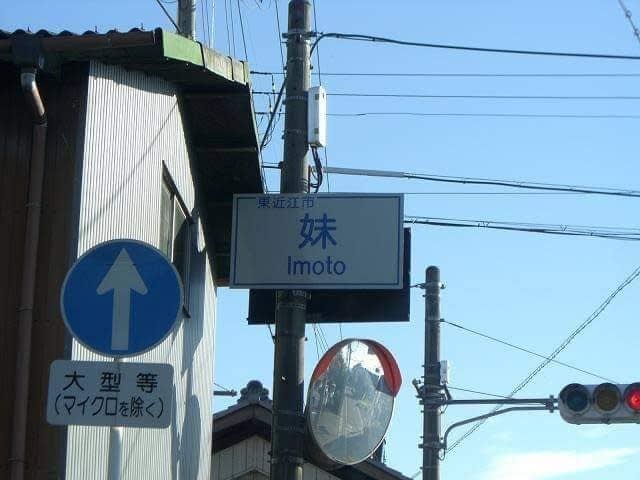 東近江市
妹
Imoto
大型等
(マイクロを除く)